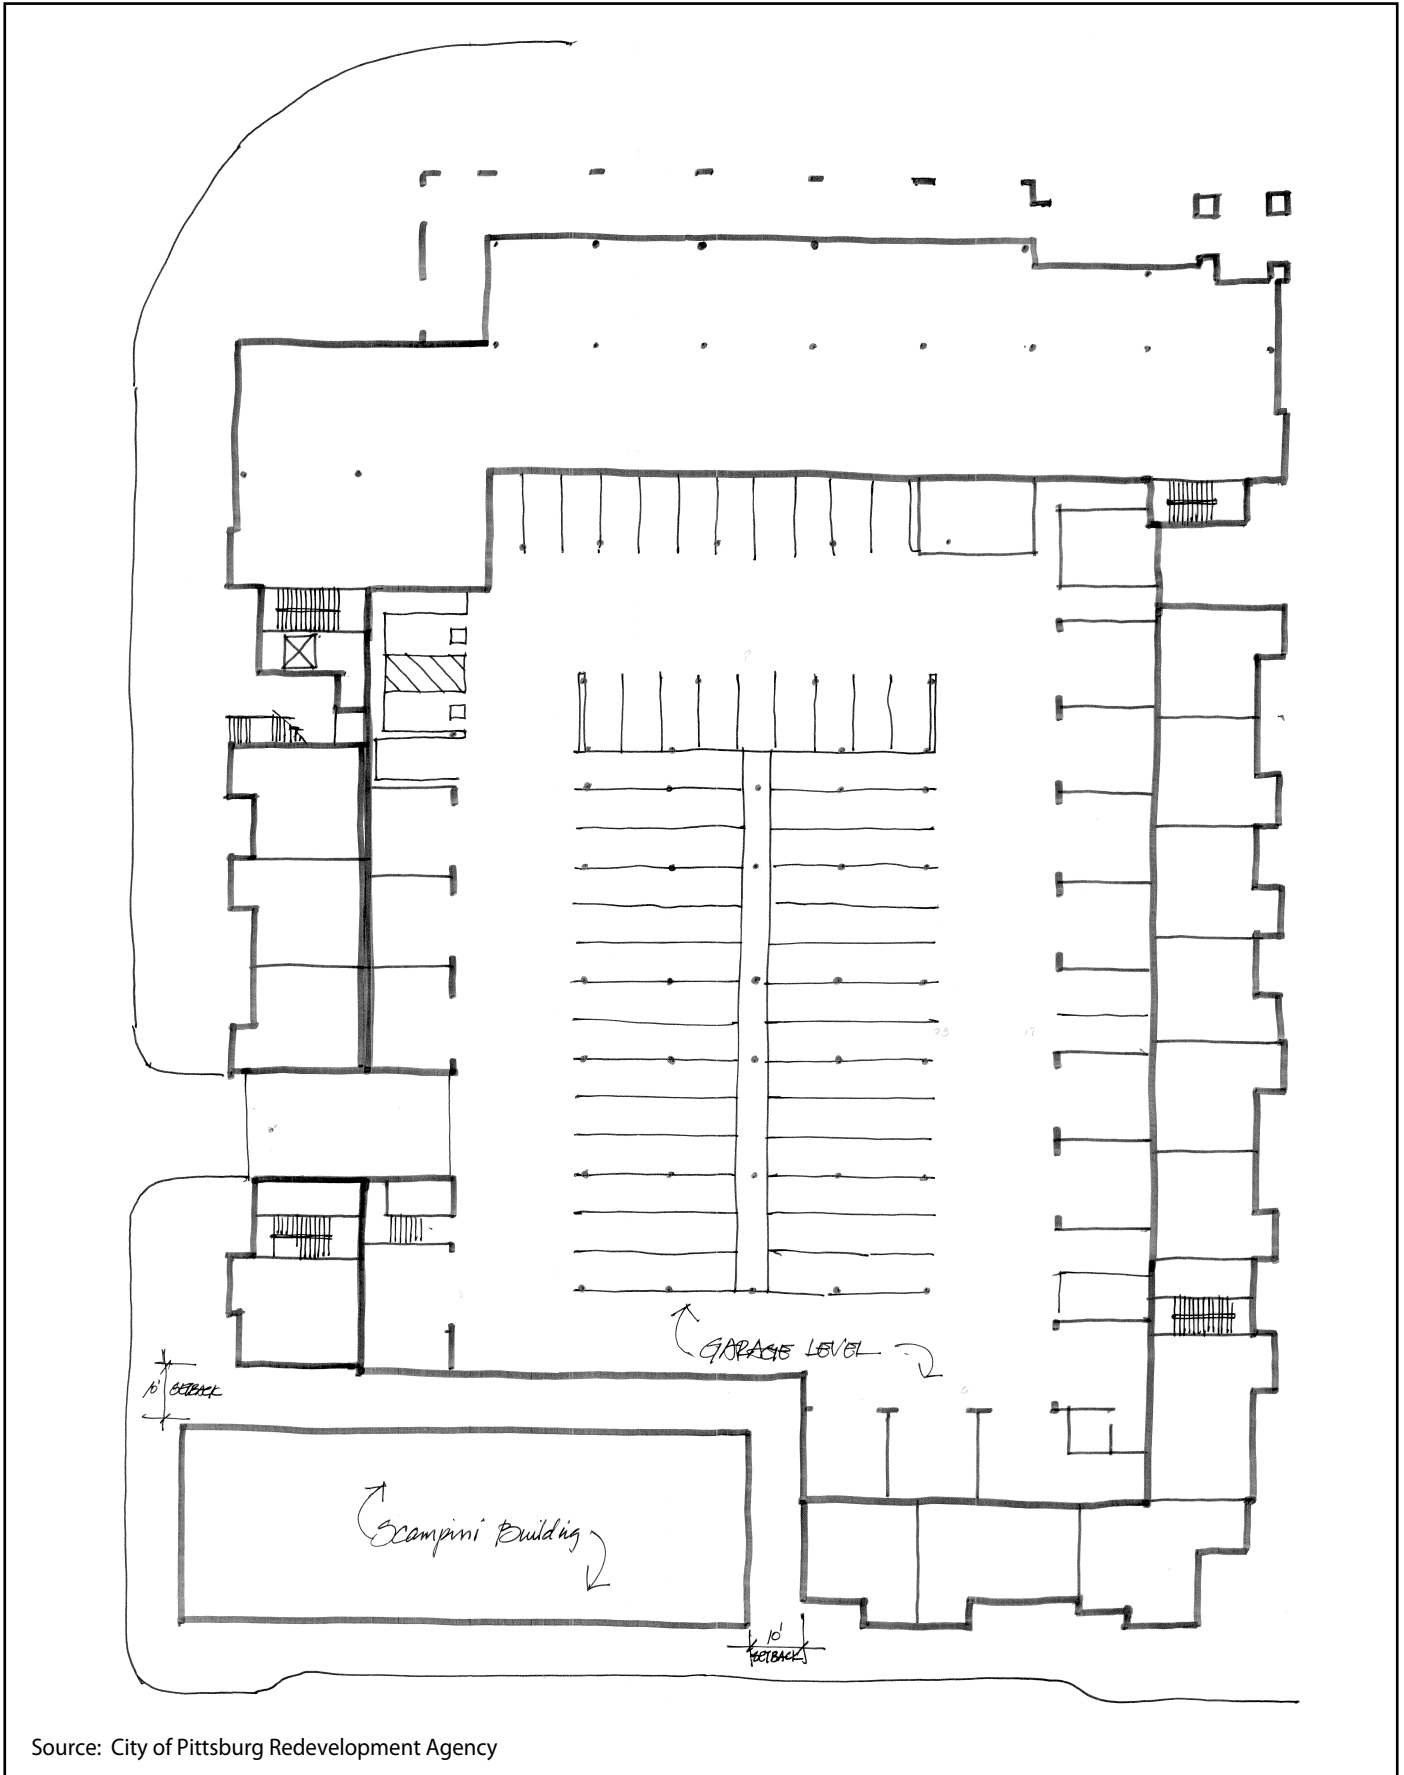 GARAGE LEVEL
10' SETBACK
Scampini Building
10'
SETBACK
Source: City of Pittsburg Redevelopment Agency